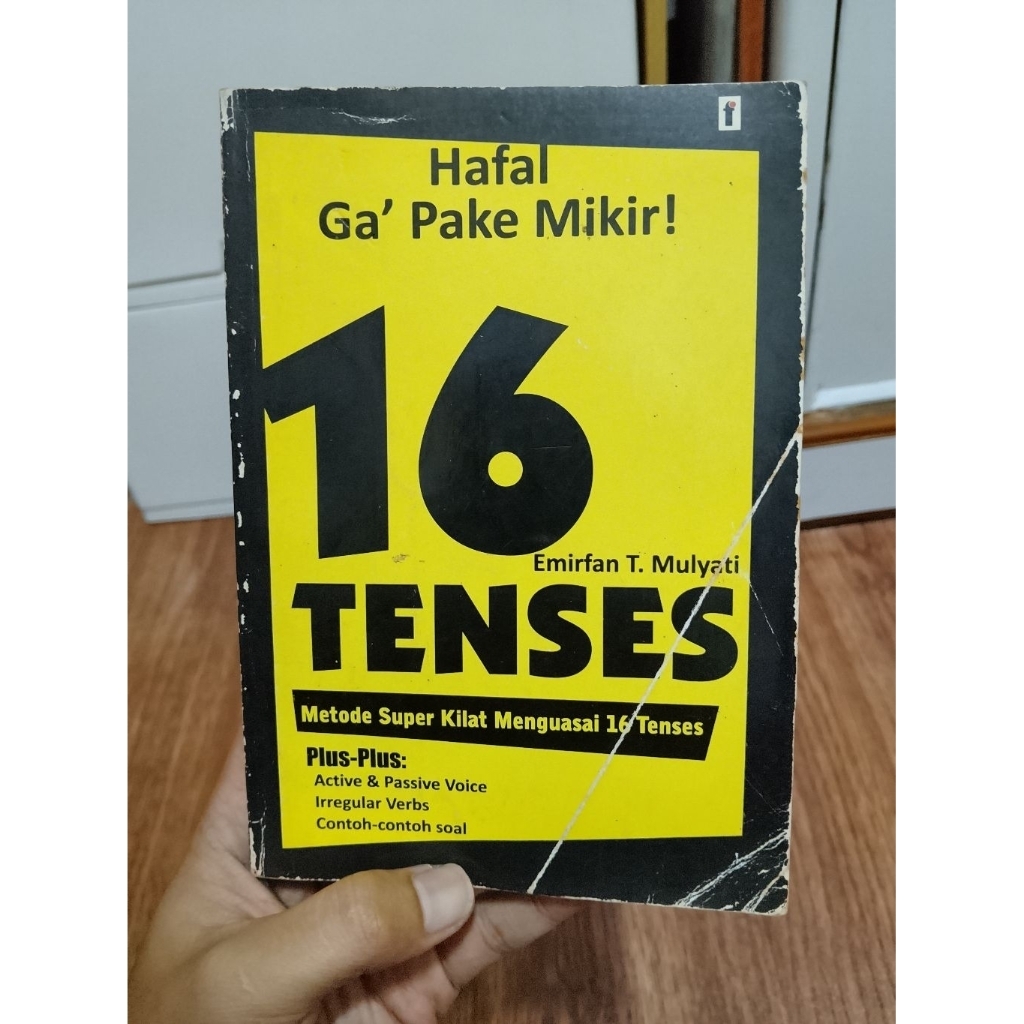 f
Hafal
Ga' Pake Mikir!
16
Emirfan T. Mulyati
TENSES
Metode Super Kilat Menguasai 16 Tenses
Plus-Plus:
Active & Passive Voice
Irregular Verbs
Contoh-contoh soal